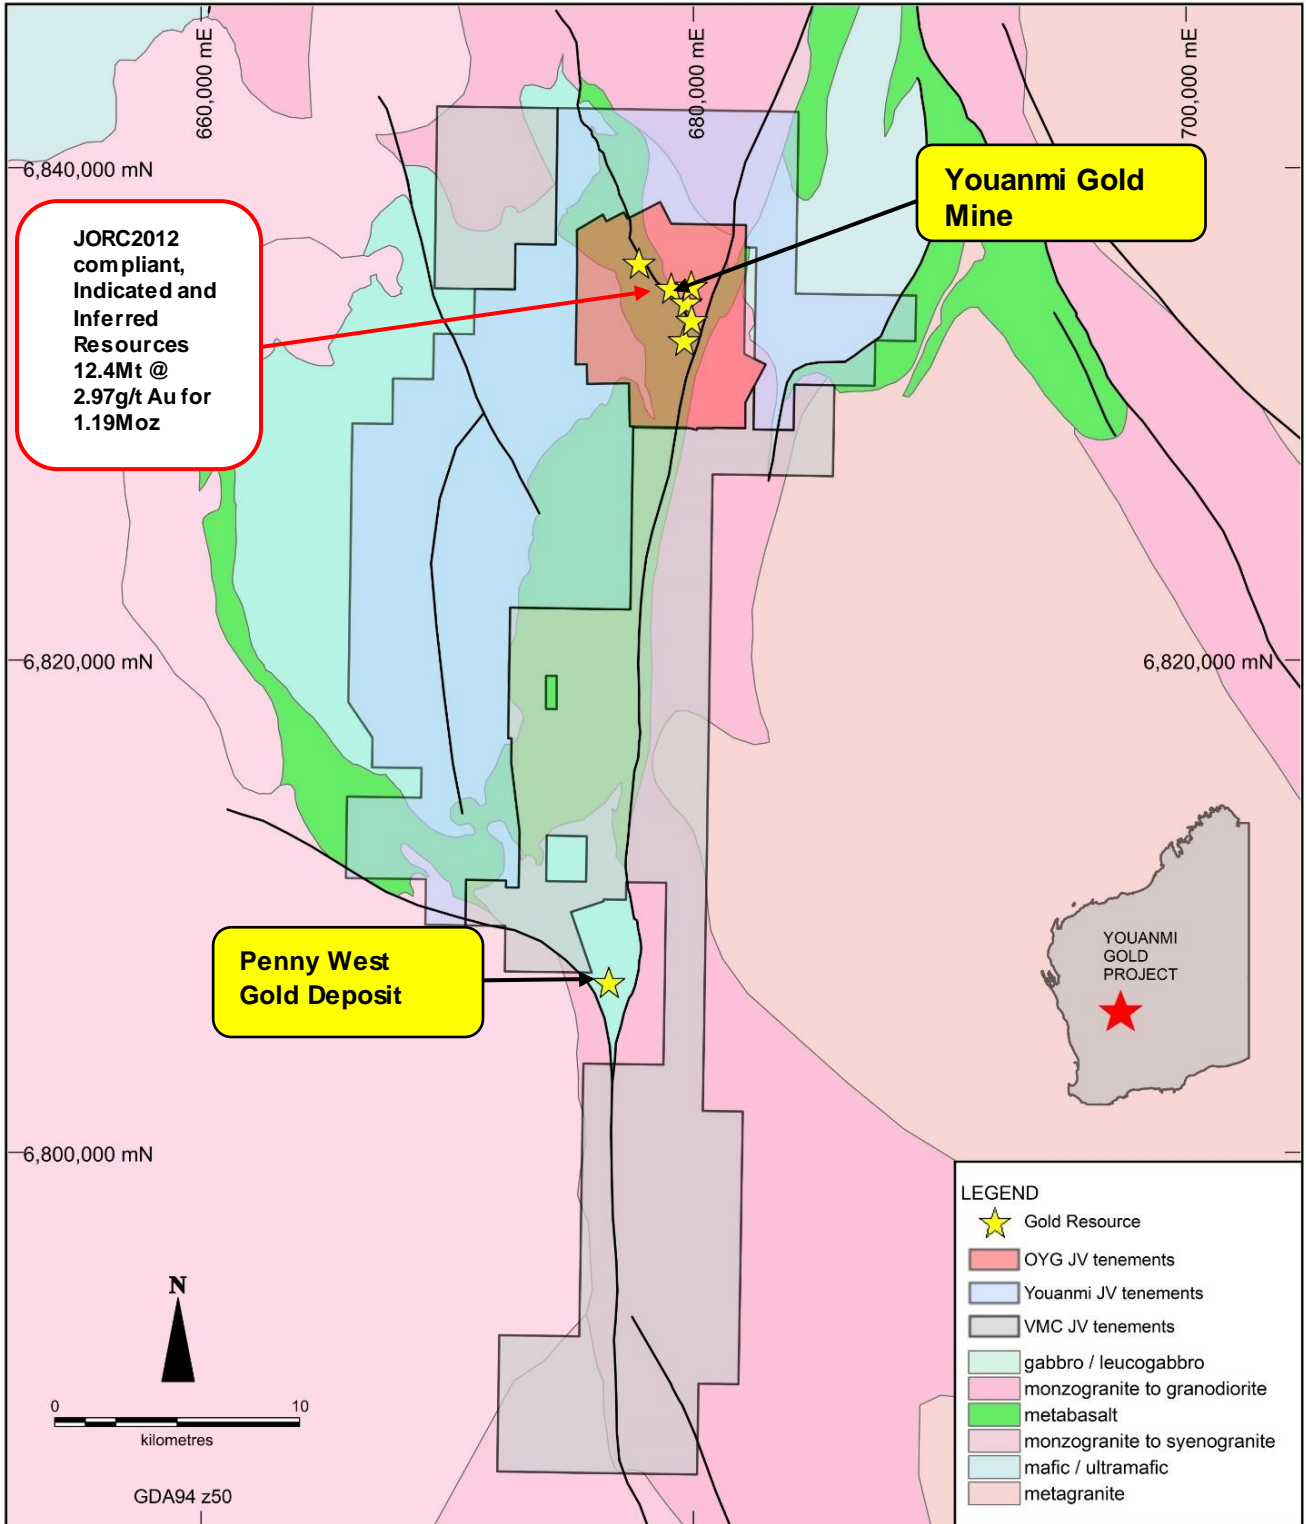 660,000 mE
680,000 mE
700,000 mE
6,840,000 mN
Youanmi Gold
Mine
JORC2012
compliant,
Indicated and
Inferred
Resources
12.4Mt @
2.97g/t Au for
1.19Moz
6,820,000 mN
6,820,000 mN
Penny West
Gold Deposit
YOUANMI
GOLD
PROJECT
6,800,000 mN
N
0 10
kilometres
GDA94 z50
LEGEND
Gold Resource
OYG JV tenements
Youanmi JV tenements
VMC JV tenements
gabbro / leucogabbro
monzogranite to granodiorite
metabasalt
monzogranite to syenogranite
mafic / ultramafic
metagranite